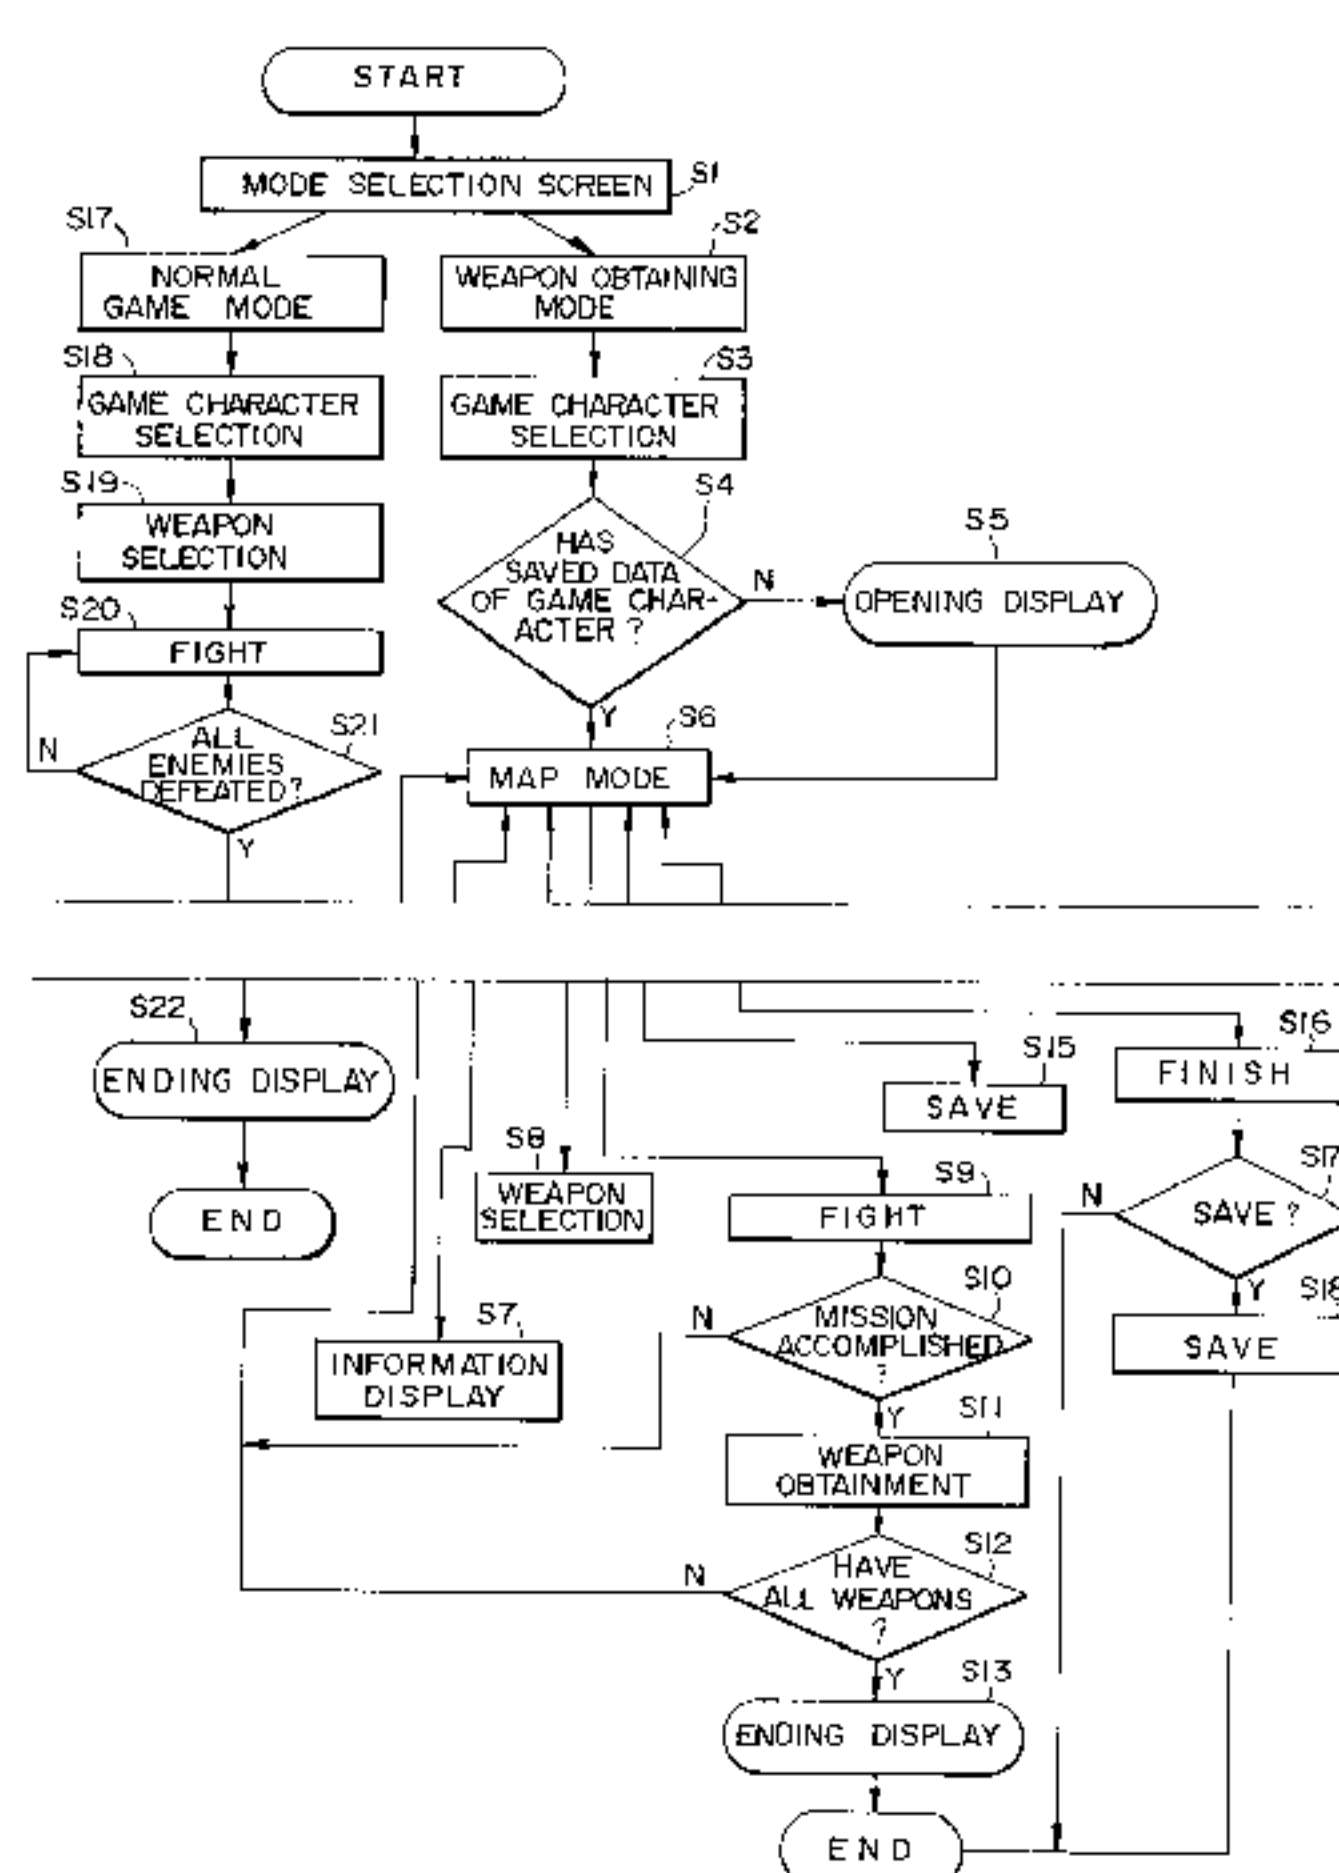 START
MODE SELECTION SCREEN
S1
S17
S2
NORMAL
GAME MODE
WEAPON OBTAINING
MODE
S18
S3
GAME CHARACTER
SELECTION
GAME CHARACTER
SELECTION
S19
S4
WEAPON
SELECTION
HAS
SAVED DATA
OF GAME CHAR-
ACTER ?
N
S5
OPENING DISPLAY
S20
FIGHT
Y
S6
S21
ALL
ENEMIES
DEFEATED?
N
MAP MODE
Y
S22
ENDING DISPLAY
END
S15
SAVE
S16
FINISH
S8
WEAPON
SELECTION
S9
FIGHT
N
S17
SAVE ?
Y
S18
SAVE
S7
INFORMATION
DISPLAY
N
S10
MISSION
ACCOMPLISHED
?
Y
S11
WEAPON
OBTAINMENT
S12
N
HAVE
ALL WEAPONS
?
Y
S13
ENDING DISPLAY
END